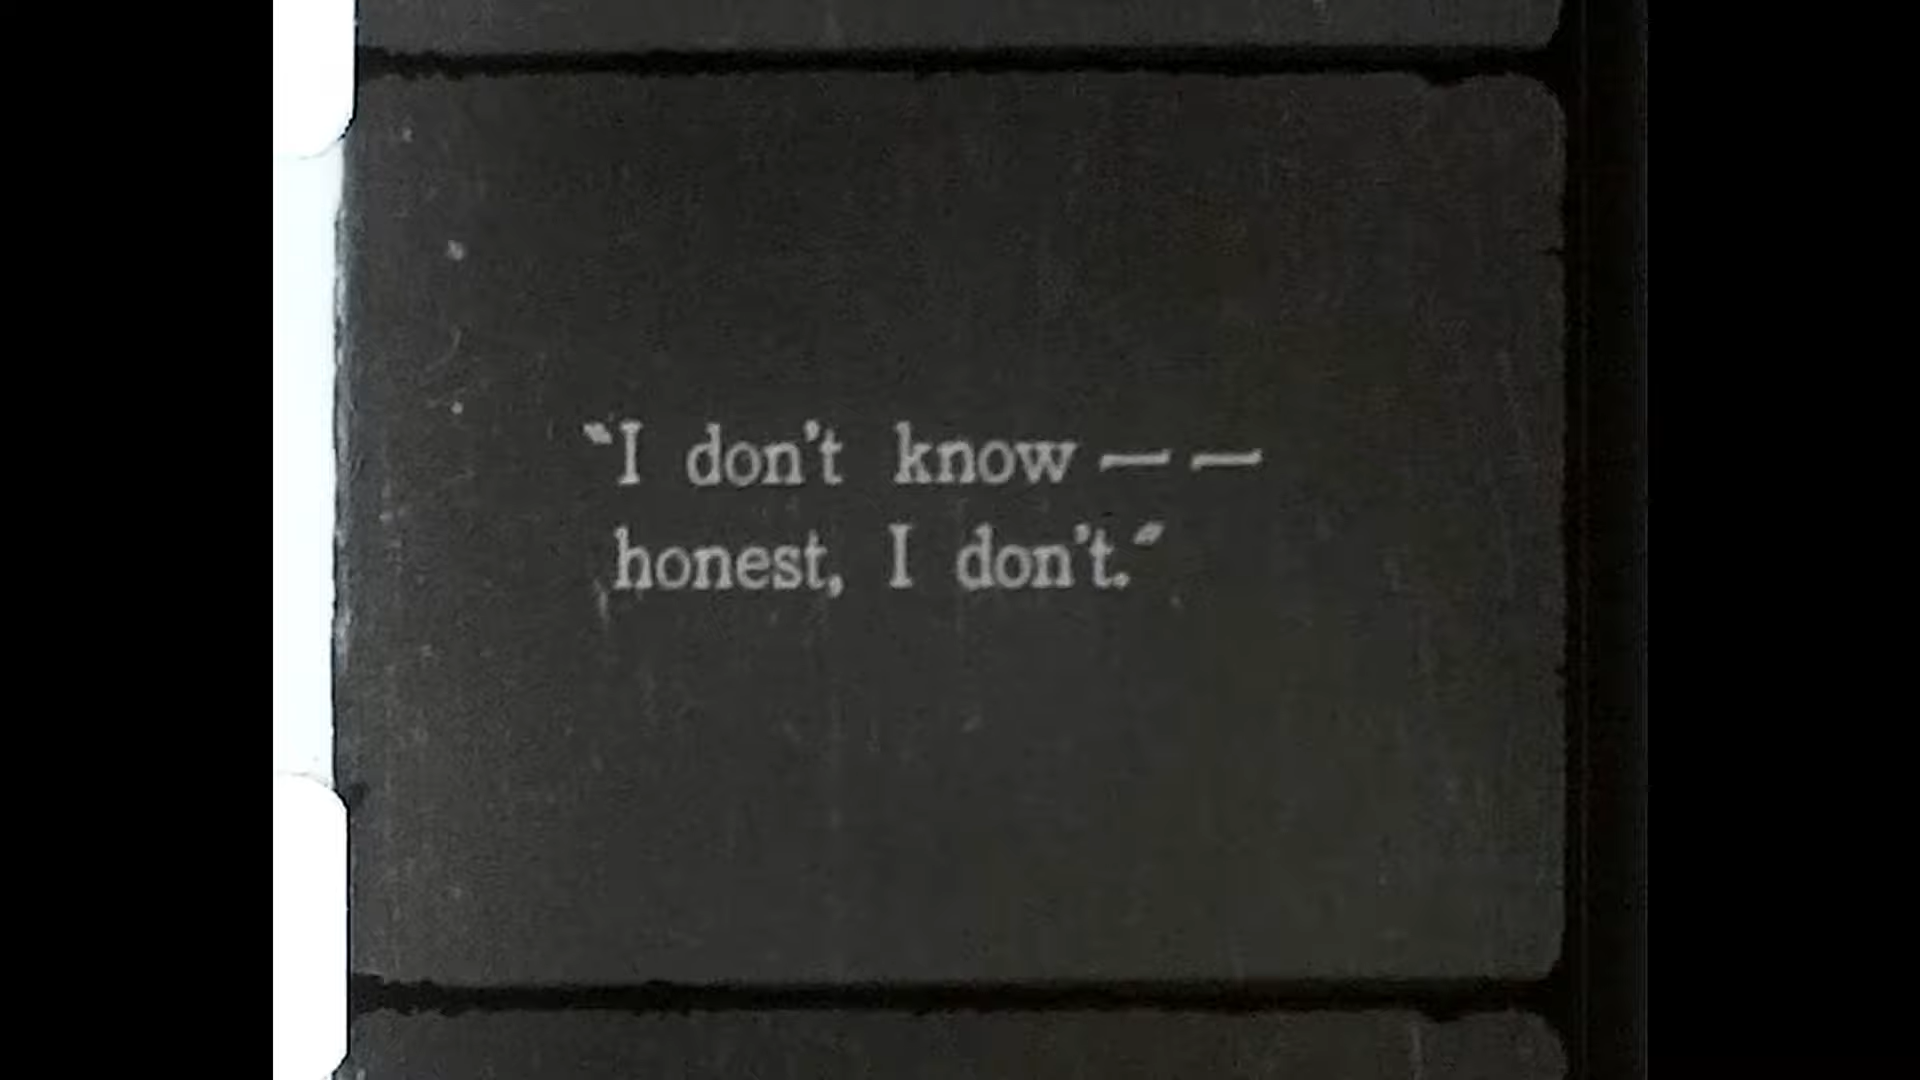 “I don't know — —
honest, I don't.”